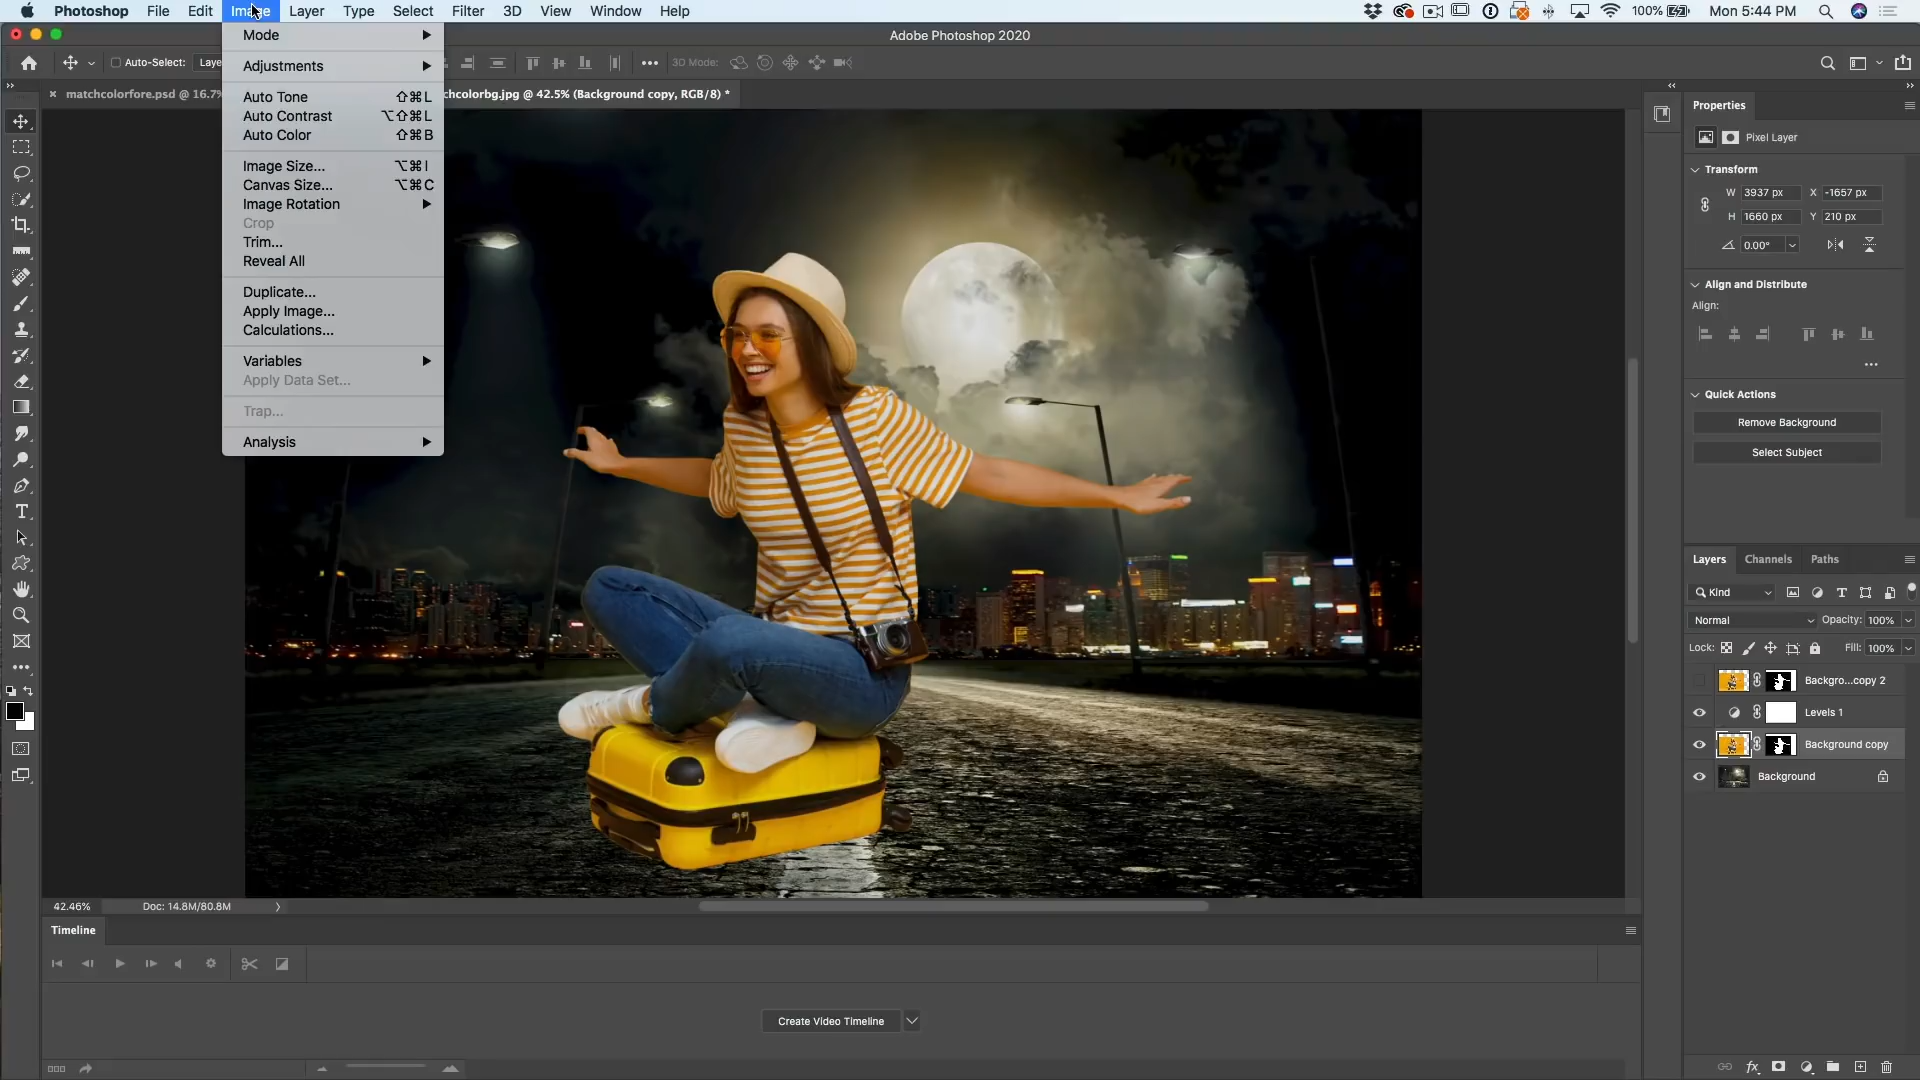 Photoshop File Edit Image Layer Type Select Filter 3D View Window Help 100% Mon 5:44 PM
Adobe Photoshop 2020
Auto-Select: Laye 3D Mode:
matchcolorfore.psd @ 16.7% chcolorbg.jpg @ 42.5% (Background copy, RGB/8) *
Mode
Adjustments
Auto Tone ⇧⌘L
Auto Contrast ⌥⇧⌘L
Auto Color ⇧⌘B
Image Size... ⌥⌘I
Canvas Size... ⌥⌘C
Image Rotation
Crop
Trim...
Reveal All
Duplicate...
Apply Image...
Calculations...
Variables
Apply Data Set...
Trap...
Analysis
Properties
Pixel Layer
Transform
W 3937 px X -1657 px
H 1660 px Y 210 px
0.00°
Align and Distribute
Align:
Quick Actions
Remove Background
Select Subject
Layers Channels Paths
Kind
Normal Opacity: 100%
Lock: Fill: 100%
Backgro...copy 2
Levels 1
Background copy
Background
42.46% Doc: 14.8M/80.8M
Timeline
Create Video Timeline
fx